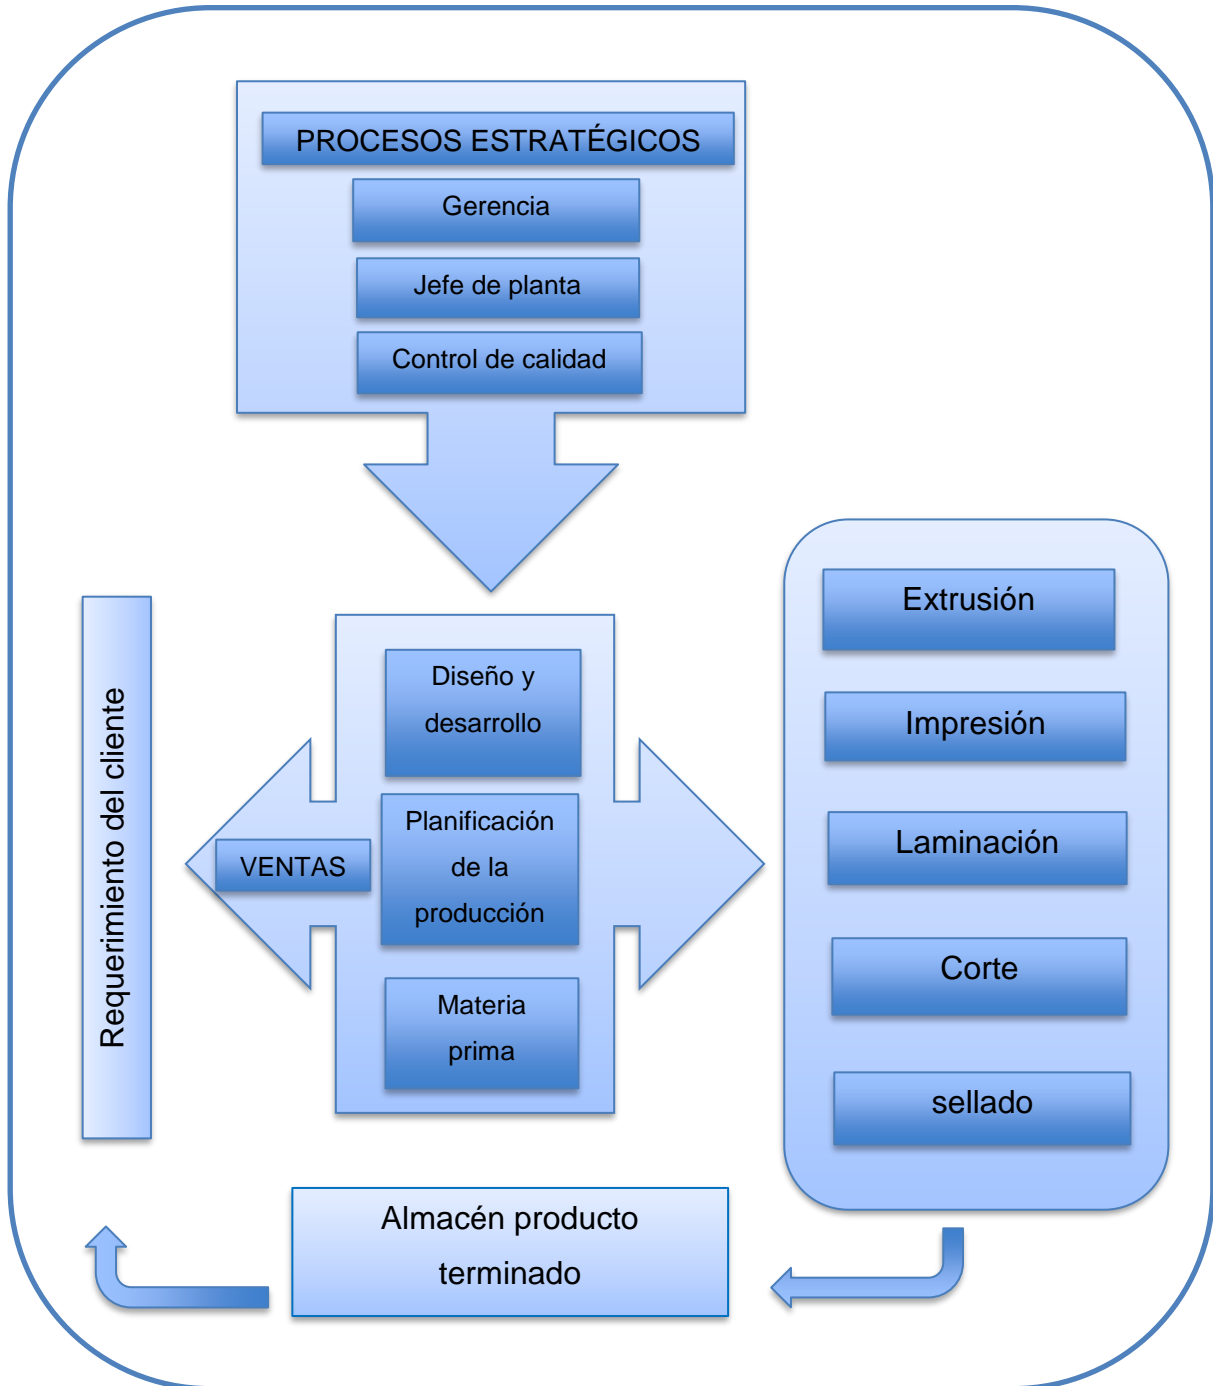 PROCESOS ESTRATÉGICOS
Gerencia
Jefe de planta
Control de calidad
Requerimiento del cliente
VENTAS
Diseño y
desarrollo
Planificación
de la
producción
Materia
prima
Extrusión
Impresión
Laminación
Corte
sellado
Almacén producto
terminado